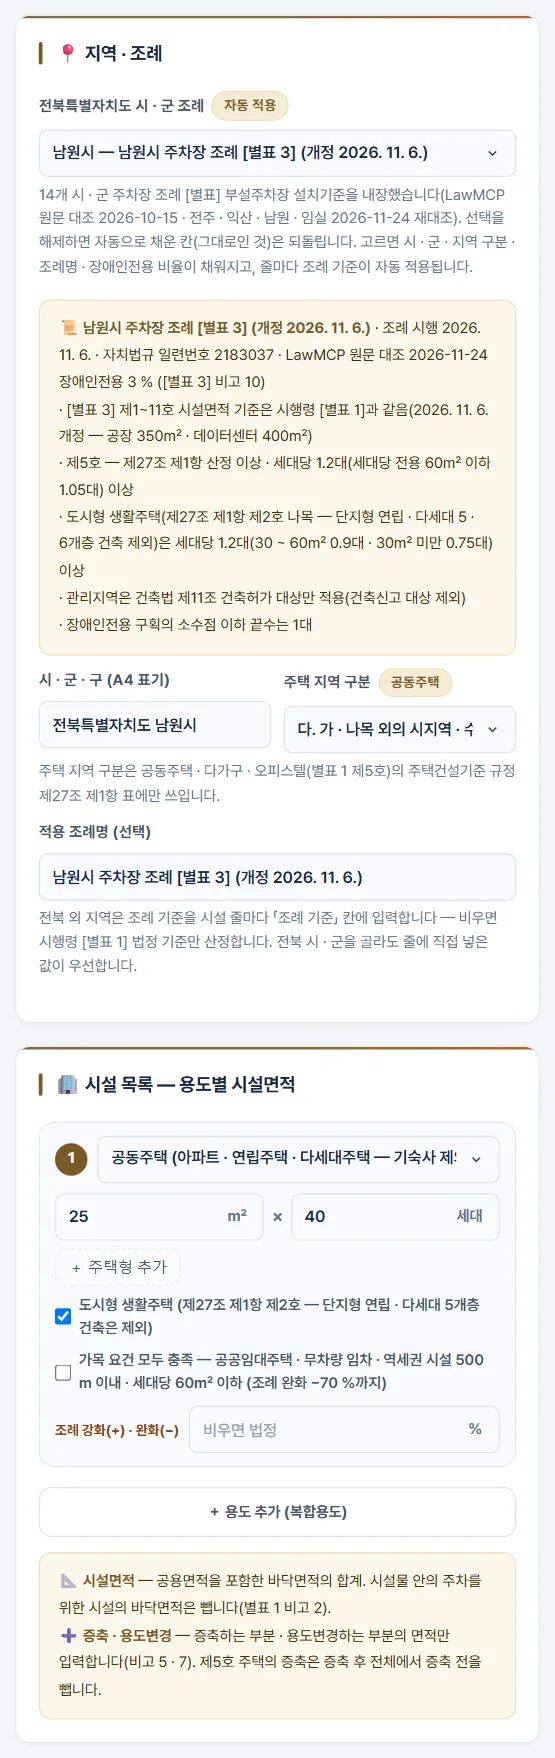 📍 지역 · 조례
전북특별자치도 시 · 군 조례 자동 적용
남원시 — 남원시 주차장 조례 [별표 3] (개정 2026. 11. 6.)
14개 시 · 군 주차장 조례 [별표] 부설주차장 설치기준을 내장했습니다(LawMCP
원문 대조 2026-10-15 · 전주 · 익산 · 남원 · 임실 2026-11-24 재대조). 선택을
해제하면 자동으로 채운 칸(그대로인 것)은 되돌립니다. 고르면 시 · 군 · 지역 구분 ·
조례명 · 장애인전용 비율이 채워지고, 줄마다 조례 기준이 자동 적용됩니다.
📜 남원시 주차장 조례 [별표 3] (개정 2026. 11. 6.) · 조례 시행 2026.
11. 6. · 자치법규 일련번호 2183037 · LawMCP 원문 대조 2026-11-24
장애인전용 3 % ([별표 3] 비고 10)
· [별표 3] 제1~11호 시설면적 기준은 시행령 [별표 1]과 같음(2026. 11. 6.
개정 — 공장 350m² · 데이터센터 400m²)
· 제5호 — 제27조 제1항 산정 이상 · 세대당 1.2대(세대당 전용 60m² 이하
1.05대) 이상
· 도시형 생활주택(제27조 제1항 제2호 나목 — 단지형 연립 · 다세대 5 ·
6개층 건축 제외)은 세대당 1.2대(30 ~ 60m² 0.9대 · 30m² 미만 0.75대)
이상
· 관리지역은 건축법 제11조 건축허가 대상만 적용(건축신고 대상 제외)
· 장애인전용 구획의 소수점 이하 끝수는 1대
시 · 군 · 구 (A4 표기) 주택 지역 구분 공동주택
전북특별자치도 남원시 다. 가 · 나목 외의 시지역 ·
주택 지역 구분은 공동주택 · 다가구 · 오피스텔(별표 1 제5호)의 주택건설기준 규정
제27조 제1항 표에만 쓰입니다.
적용 조례명 (선택)
남원시 주차장 조례 [별표 3] (개정 2026. 11. 6.)
전북 외 지역은 조례 기준을 시설 줄마다 「조례 기준」 칸에 입력합니다 — 비우면
시행령 [별표 1] 법정 기준만 산정합니다. 전북 시 · 군을 골라도 줄에 직접 넣은
값이 우선합니다.
🏢 시설 목록 — 용도별 시설면적
1 공동주택 (아파트 · 연립주택 · 다세대주택 — 기숙사
25 m² × 40 세대
+ 주택형 추가
도시형 생활주택 (제27조 제1항 제2호 — 단지형 연립 · 다세대 5개층
건축은 제외)
가목 요건 모두 충족 — 공공임대주택 · 무차량 임차 · 역세권 시설 500
m 이내 · 세대당 60m² 이하 (조례 완화 −70 %까지)
조례 강화(+) · 완화(−) 비우면 법정 %
+ 용도 추가 (복합용도)
📐 시설면적 — 공용면적을 포함한 바닥면적의 합계. 시설물 안의 주차를
위한 시설의 바닥면적은 뺍니다(별표 1 비고 2).
➕ 증축 · 용도변경 — 증축하는 부분 · 용도변경하는 부분의 면적만
입력합니다(비고 5 · 7). 제5호 주택의 증축은 증축 후 전체에서 증축 전을
뺍니다.